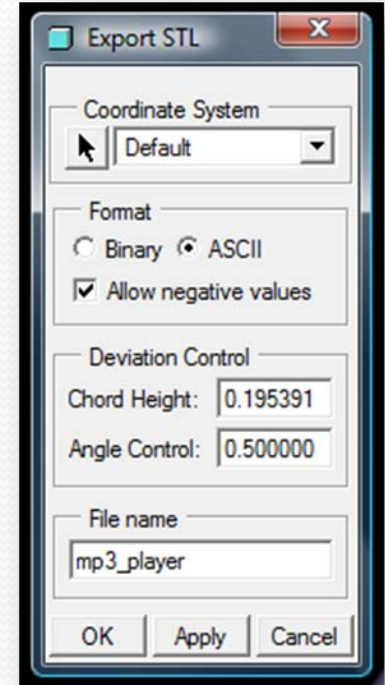 Export STL
Coordinate System
Default
Format
Binary ASCII
Allow negative values
Deviation Control
Chord Height: 0.195391
Angle Control: 0.500000
File name
mp3_player
OK Apply Cancel